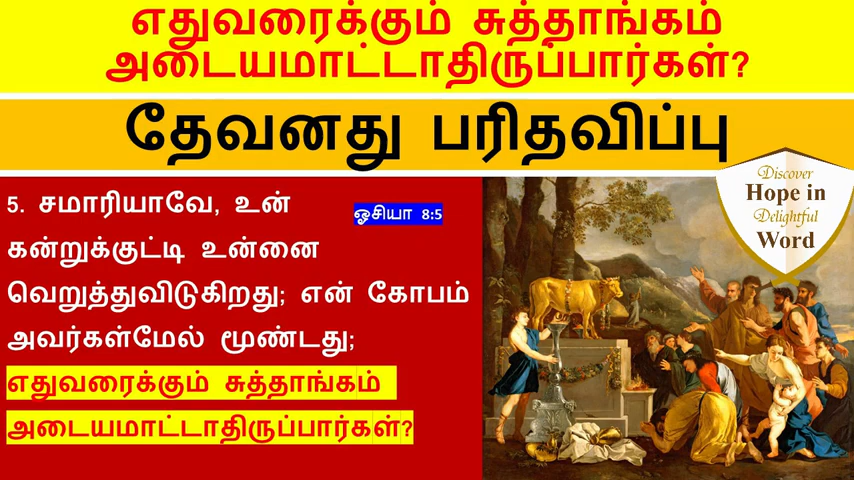 எதுவரைக்கும் சுத்தாங்கம்
அடையமாட்டாதிருப்பார்கள்?
தேவனது பரிதவிப்பு
5. சமாரியாவே, உன்
ஓசியா 8:5
கன்றுக்குட்டி உன்னை
வெறுத்துவிடுகிறது; என் கோபம்
அவர்கள்மேல் மூண்டது;
எதுவரைக்கும் சுத்தாங்கம்
அடையமாட்டாதிருப்பார்கள்?
Discover
Hope in
Delightful
Word